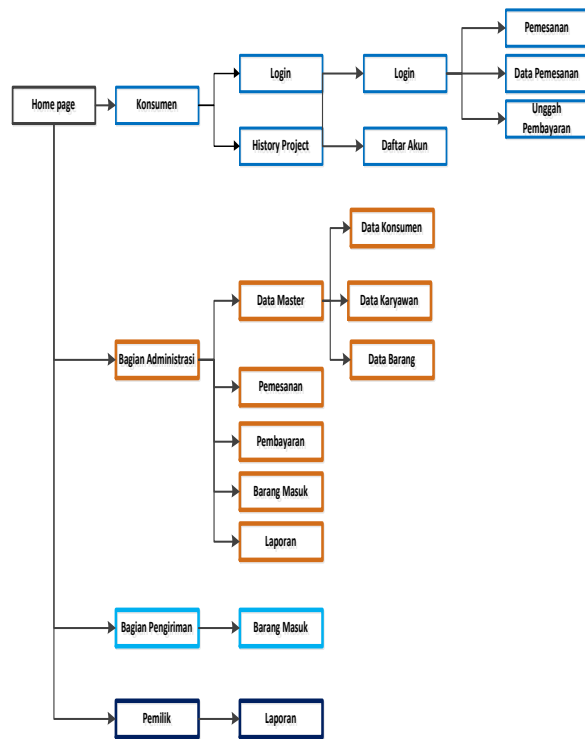 Pemesanan
Login
Login
Data Pemesanan
Home page
Konsumen
Unggah
Pembayaran
History Project
Daftar Akun
Data Konsumen
Data Master
Data Karyawan
Bagian Administrasi
Data Barang
Pemesanan
Pembayaran
Barang Masuk
Laporan
Bagian Pengiriman
Barang Masuk
Pemilik
Laporan